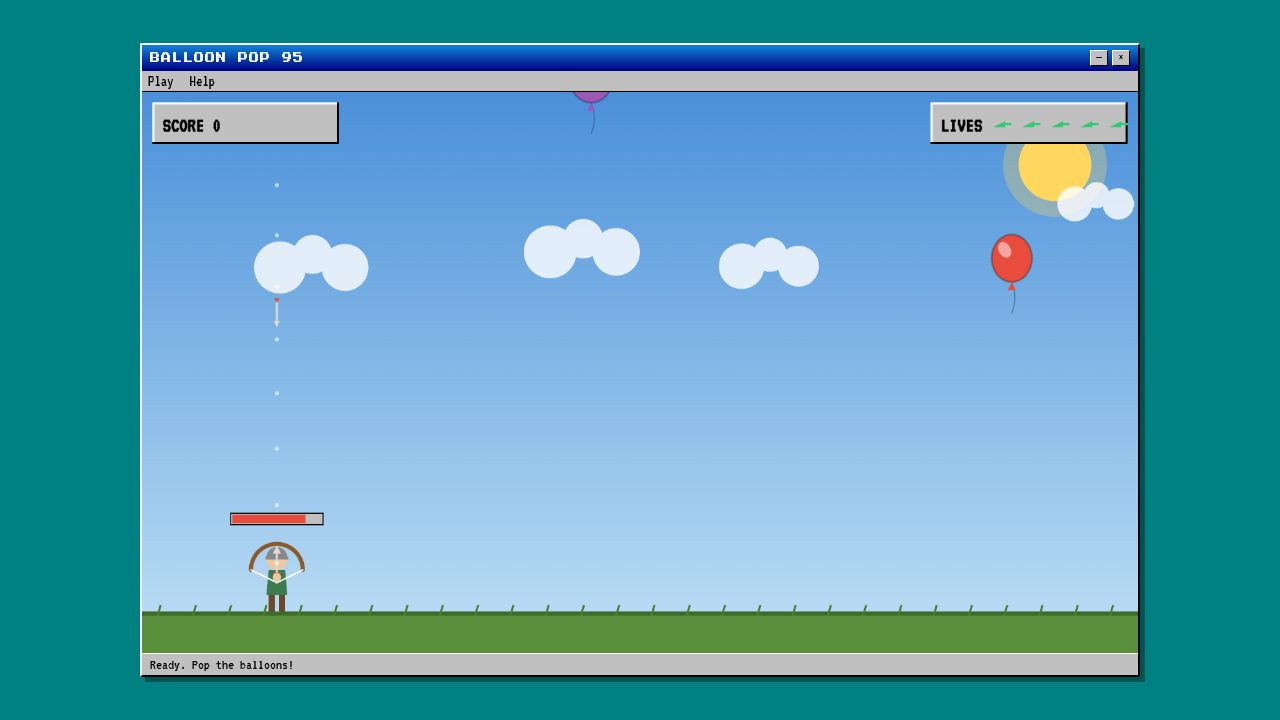 BALLOON POP 95
Play Help
SCORE 0
LIVES
Ready. Pop the balloons!